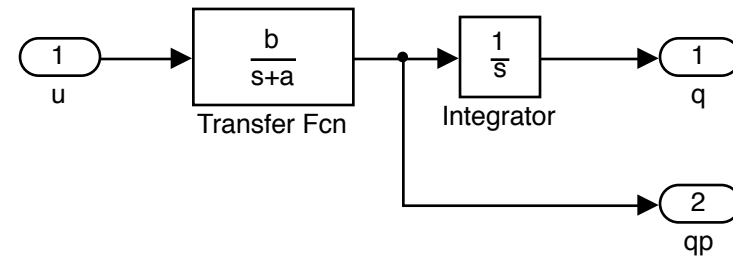 1
u
b
s+a
Transfer Fcn
1
s
Integrator
1
q
2
qp